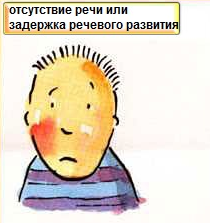 отсутствие речи или
задержка речевого развития